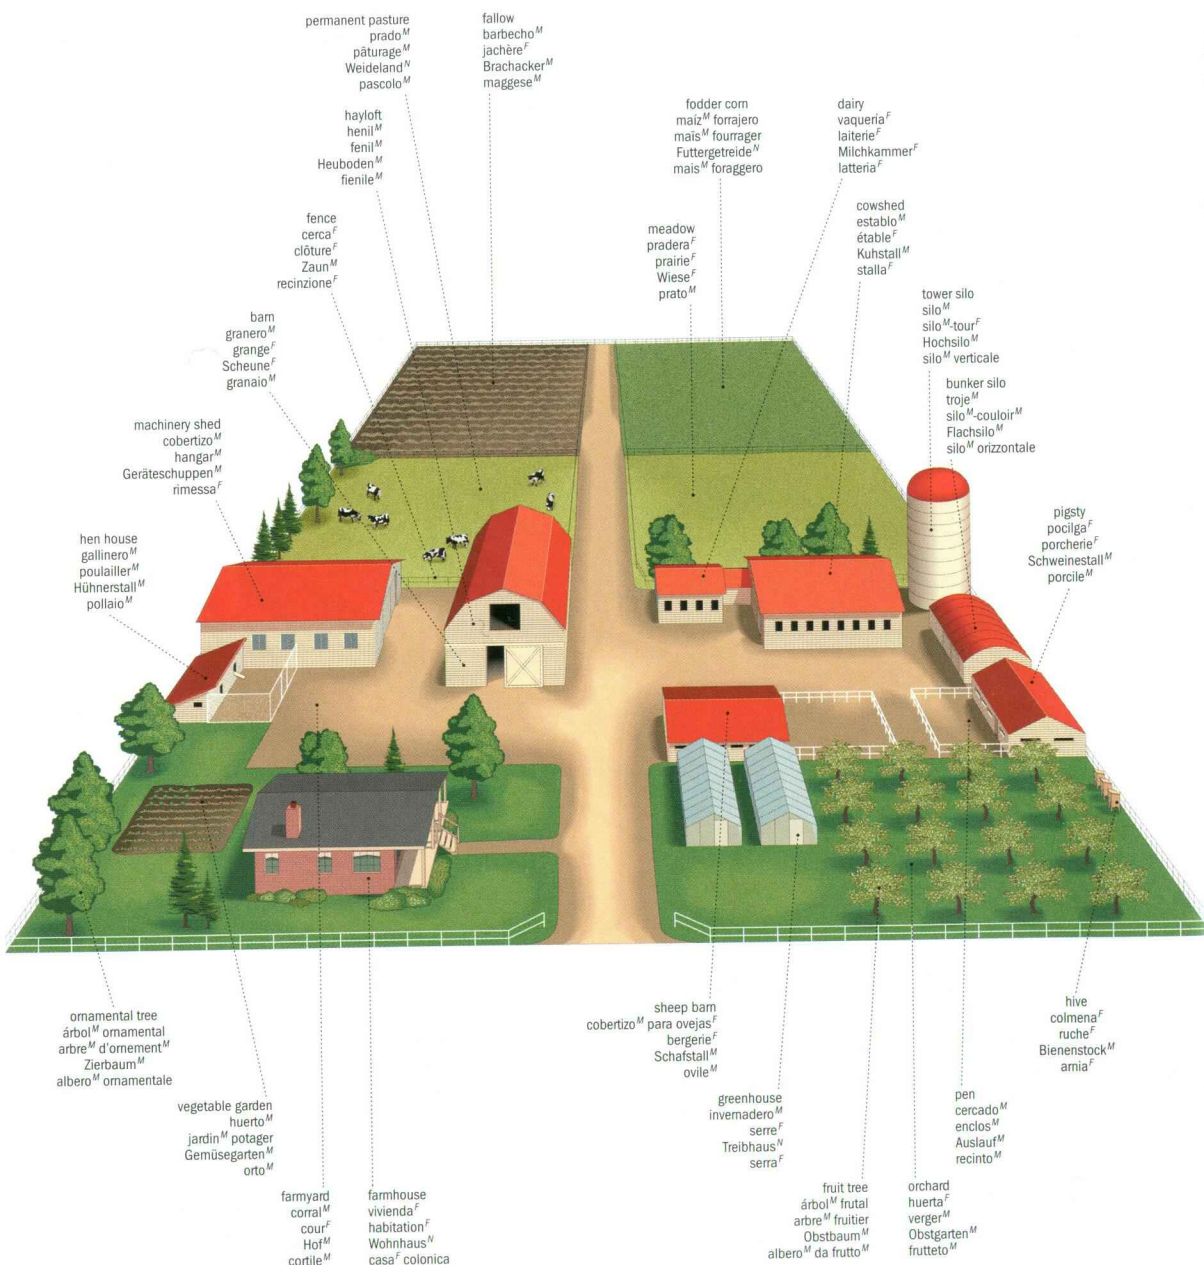 permanent pasture
prado^M
pâturage^M
Weideland^N
pascolo^M
fallow
barbecho^M
jachère^F
Brachacker^M
maggese^M
hayloft
henil^M
fenil^M
Heuboden^M
fienile^M
fodder corn
maíz^M forrajero
maïs^M fourrager
Futtergetreide^N
mais^M foraggero
dairy
vaquería^F
laiterie^F
Milchkammer^F
latteria^F
fence
cerca^F
clôture^F
Zaun^M
recinzione^F
meadow
pradera^F
prairie^F
Wiese^F
prato^M
cowshed
establo^M
étable^F
Kuhstall^M
stalla^F
barn
granero^M
grange^F
Scheune^F
granaio^M
tower silo
silo^M
silo^M-tour^F
Hochsilo^M
silo^M verticale
bunker silo
troje^M
silo^M-couloir^M
Flachsilo^M
silo^M orizzontale
machinery shed
cobertizo^M
hangar^M
Geräteschuppen^M
rimessa^F
hen house
gallinero^M
poulailler^M
Hühnerstall^M
pollaio^M
pigsty
pocilga^F
porcherie^F
Schweinestall^M
porcile^M
ornamental tree
árbol^M ornamental
arbre^M d'ornement^M
Zierbaum^M
albero^M ornamentale
vegetable garden
huerto^M
jardin^M potager
Gemüsegarten^M
orto^M
farmyard
corral^M
cour^F
Hof^M
cortile^M
farmhouse
vivienda^F
habitation^F
Wohnhaus^N
casa^F colonica
sheep barn
cobertizo^M para ovejas^F
bergerie^F
Schafstall^M
ovile^M
greenhouse
invernadero^M
serre^F
Treibhaus^N
serra^F
fruit tree
árbol^M frutal
arbre^M fruitier
Obstbaum^M
albero^M da frutto^M
orchard
huerta^F
verger^M
Obstgarten^M
frutteto^M
pen
cercado^M
enclos^M
Auslauf^M
recinto^M
hive
colmena^F
ruche^F
Bienenstock^M
arnia^F